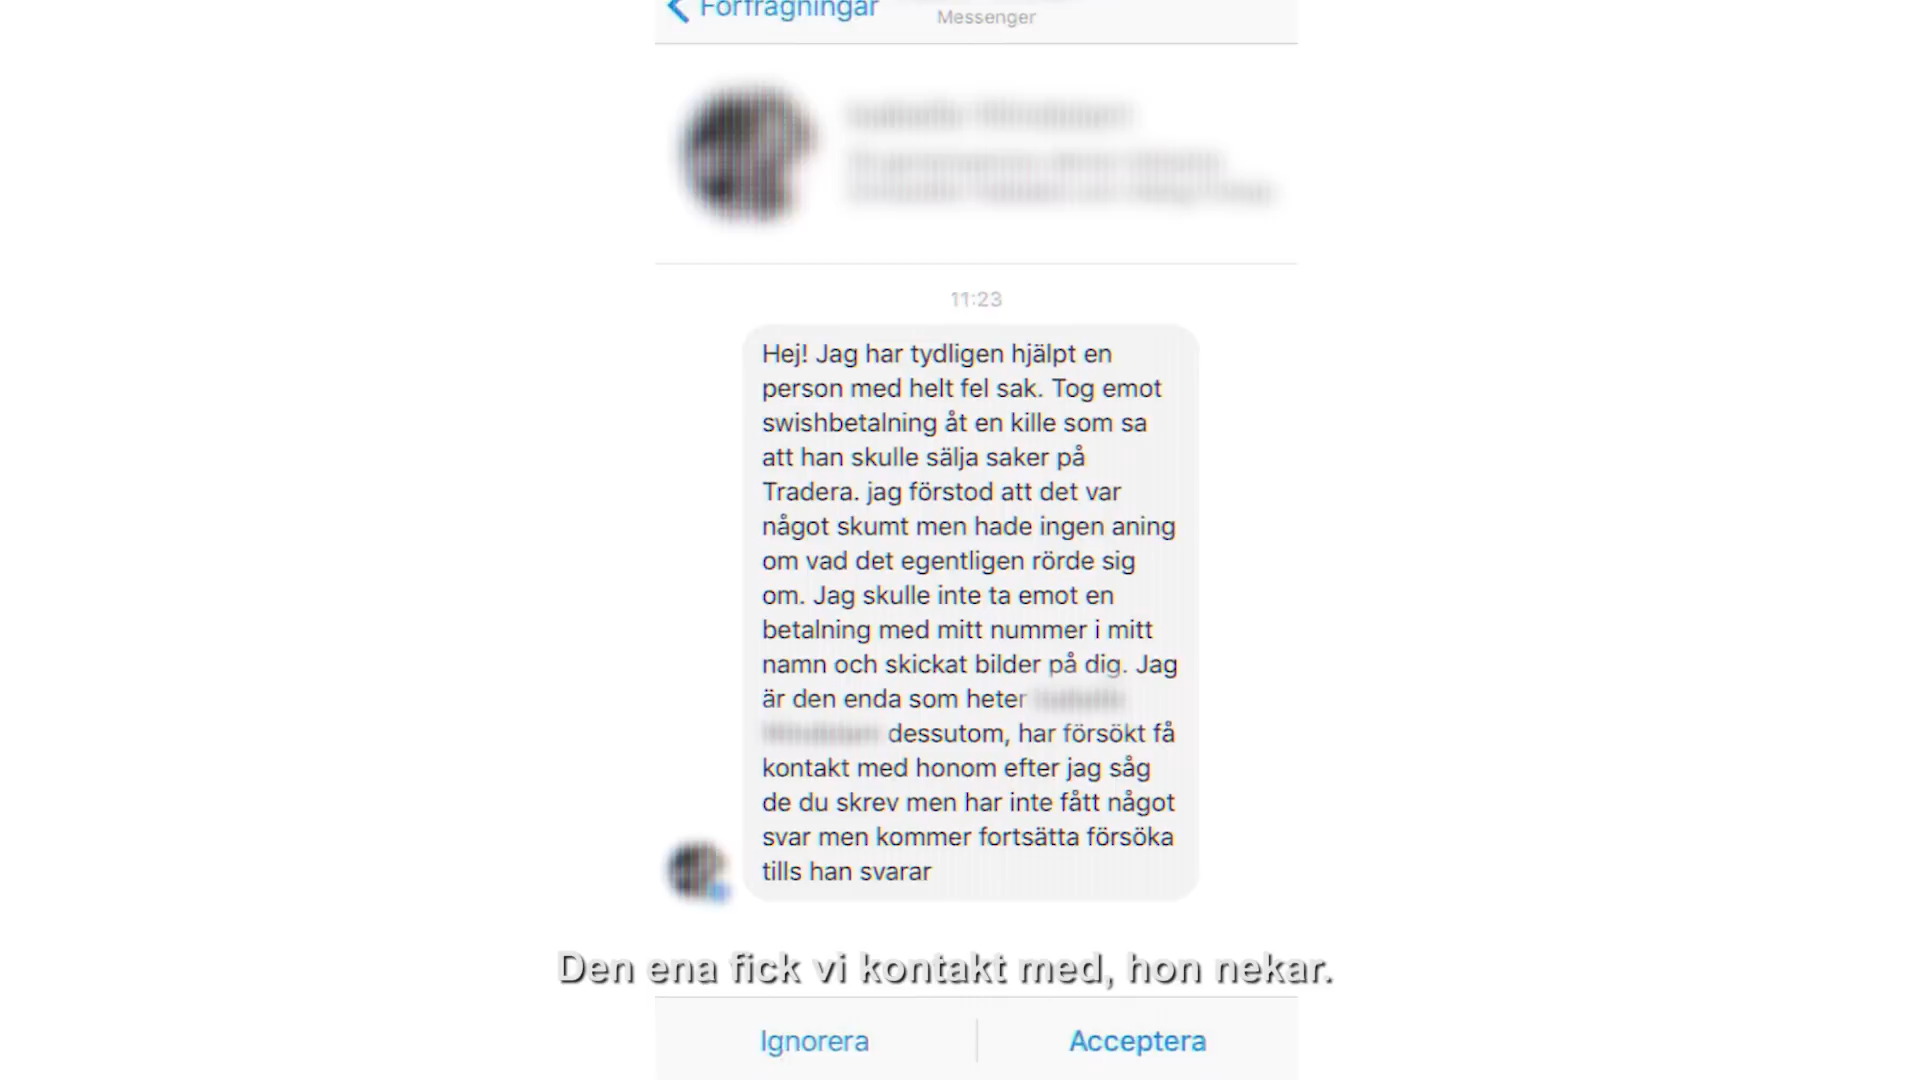 Förfrågningar
Messenger
11:23
Hej! Jag har tydligen hjälpt en
person med helt fel sak. Tog emot
swishbetalning åt en kille som sa
att han skulle sälja saker på
Tradera. jag förstod att det var
något skumt men hade ingen aning
om vad det egentligen rörde sig
om. Jag skulle inte ta emot en
betalning med mitt nummer i mitt
namn och skickat bilder på dig. Jag
är den enda som heter
dessutom, har försökt få
kontakt med honom efter jag såg
de du skrev men har inte fått något
svar men kommer fortsätta försöka
tills han svarar
Den ena fick vi kontakt med, hon nekar.
Ignorera
Acceptera